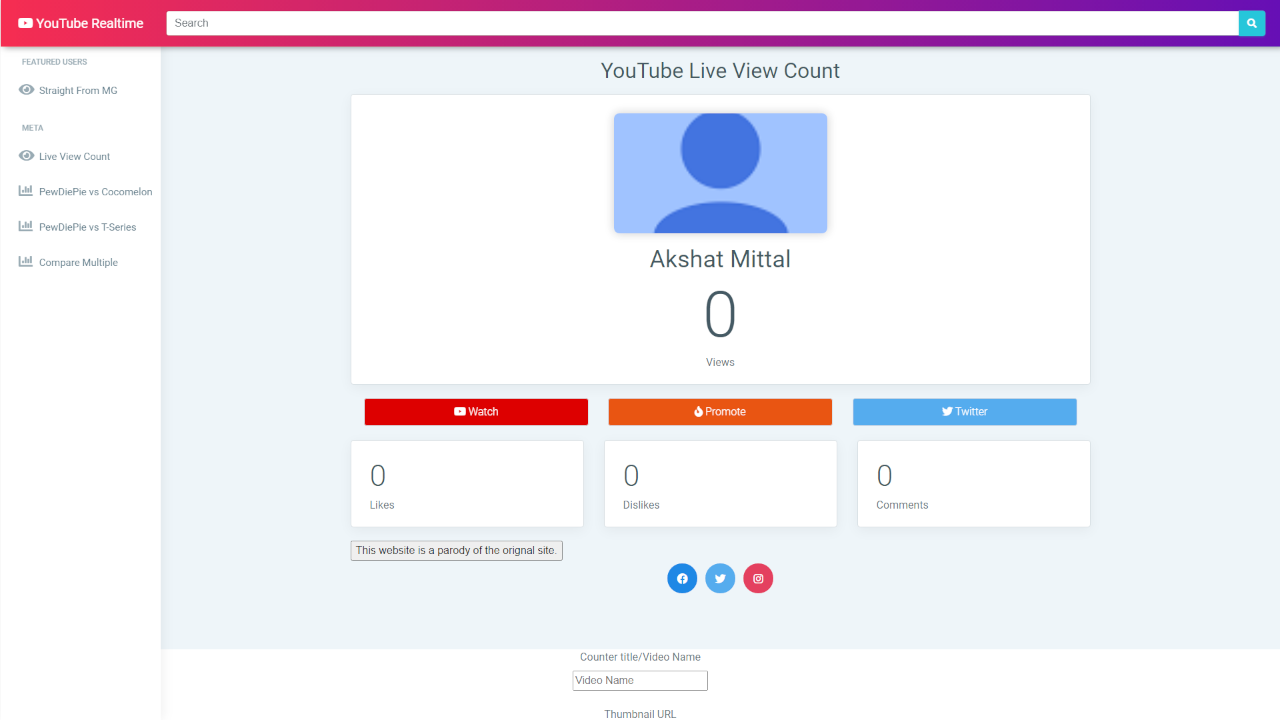 YouTube Realtime
Search
FEATURED USERS
Straight From MG
META
Live View Count
PewDiePie vs Cocomelon
PewDiePie vs T-Series
Compare Multiple
YouTube Live View Count
Akshat Mittal
0
Views
Watch
Promote
Twitter
0
Likes
0
Dislikes
0
Comments
This website is a parody of the orignal site.
Counter title/Video Name
Video Name
Thumbnail URL